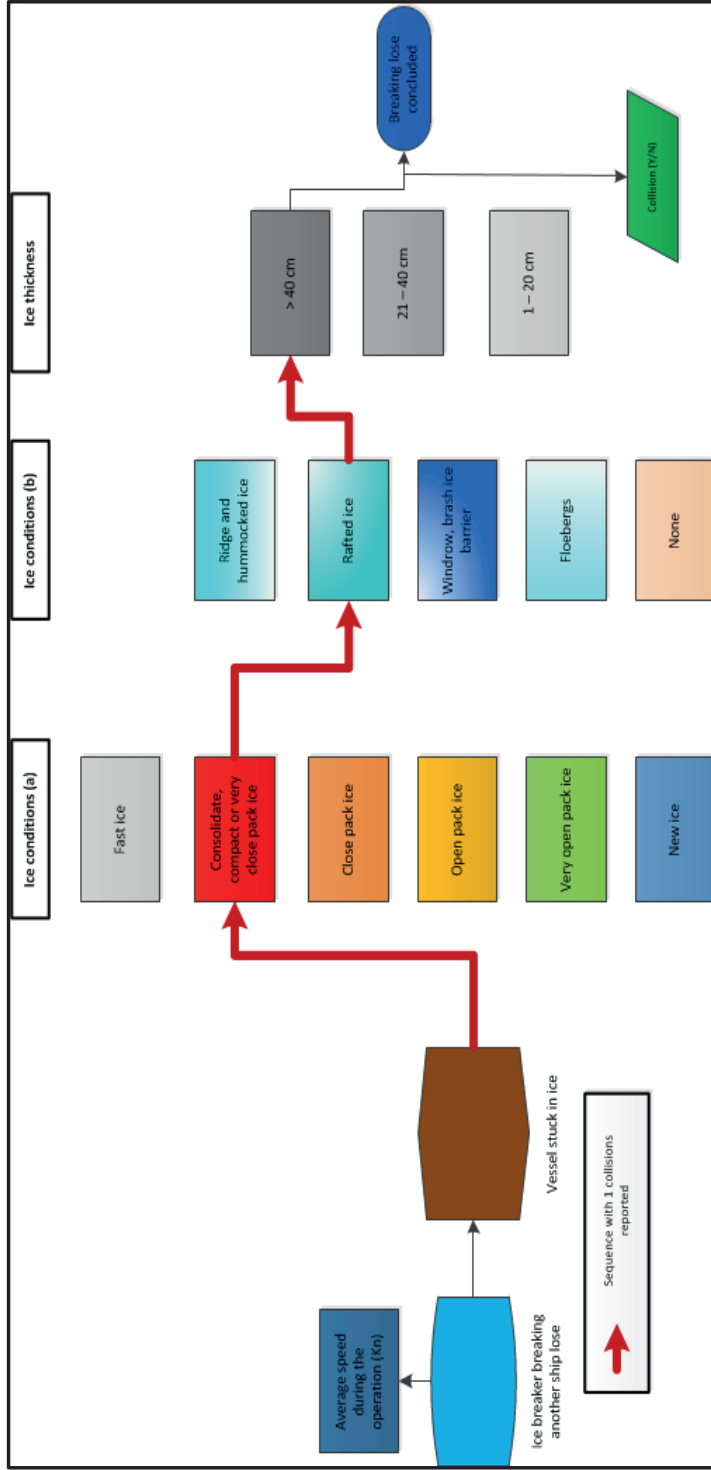 Ice conditions (a)
Ice conditions (b)
Ice thickness
Average speed
during the
operation (Kn)
Ice breaker breaking
another ship lose
Vessel stuck in ice
Sequence with 1 collisions
reported
Fast ice
Consolidate,
compact or very
close pack ice
Close pack ice
Open pack ice
Very open pack ice
New ice
Ridge and
hummocked ice
Rafted ice
Windrow, brash ice
barrier
Floebergs
None
> 40 cm
21 – 40 cm
1 – 20 cm
Breaking lose
concluded
Collision (Y/N)